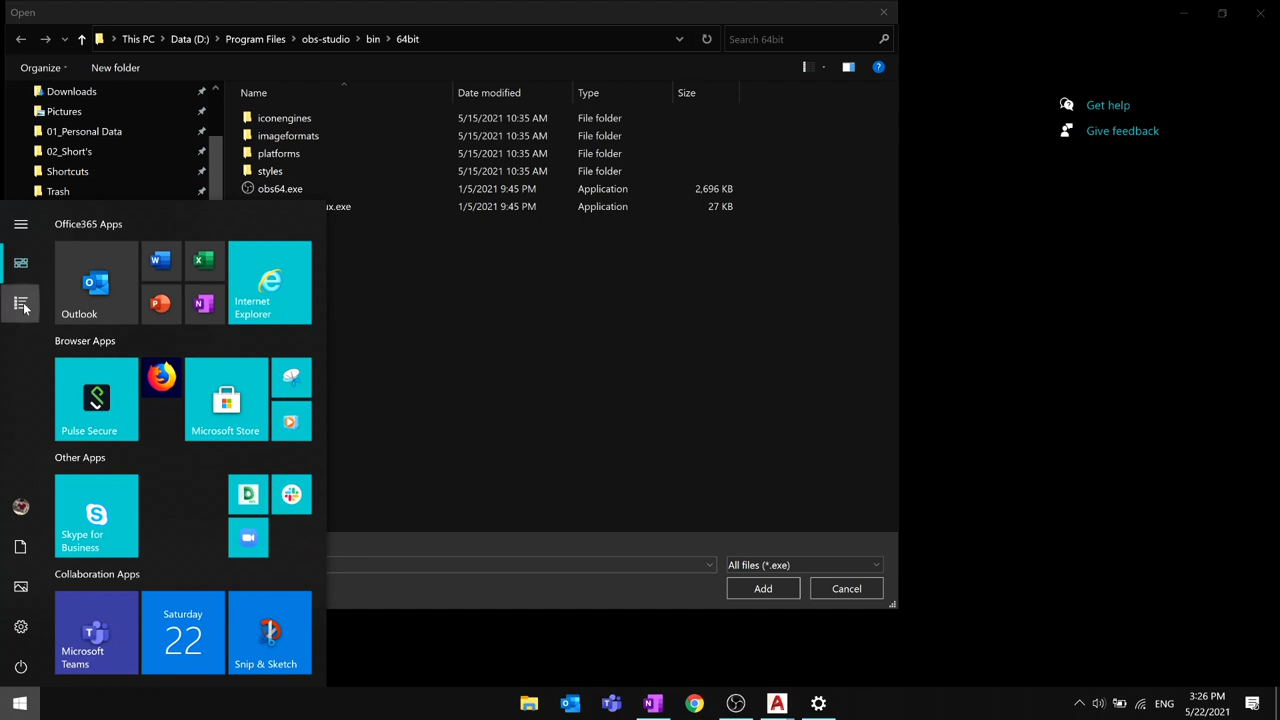 Open
This PC > Data (D:) > Program Files > obs-studio > bin > 64bit
Search 64bit
Organize
New folder
Get help
Give feedback
Downloads
Pictures
01_Personal Data
02_Short's
Shortcuts
Trash
Name Date modified Type Size
iconengines 5/15/2021 10:35 AM File folder
imageformats 5/15/2021 10:35 AM File folder
platforms 5/15/2021 10:35 AM File folder
styles 5/15/2021 10:35 AM File folder
obs64.exe 1/5/2021 9:45 PM Application 2,696 KB
ux.exe 1/5/2021 9:45 PM Application 27 KB
Office365 Apps
Outlook
Internet
Explorer
Browser Apps
Pulse Secure
Microsoft Store
Other Apps
Skype for
Business
Collaboration Apps
Microsoft
Teams
Saturday
22
Snip & Sketch
All files (*.exe)
Add
Cancel
ENG
3:26 PM
5/22/2021